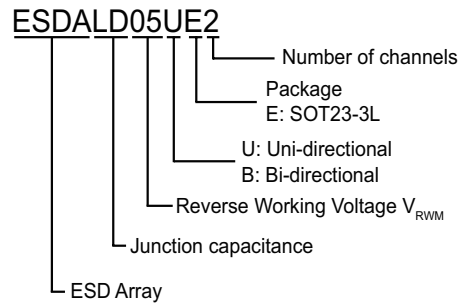 ESDALD05UE2
Number of channels
Package
E: SOT23-3L
U: Uni-directional
B: Bi-directional
Reverse Working Voltage VRWM
Junction capacitance
ESD Array